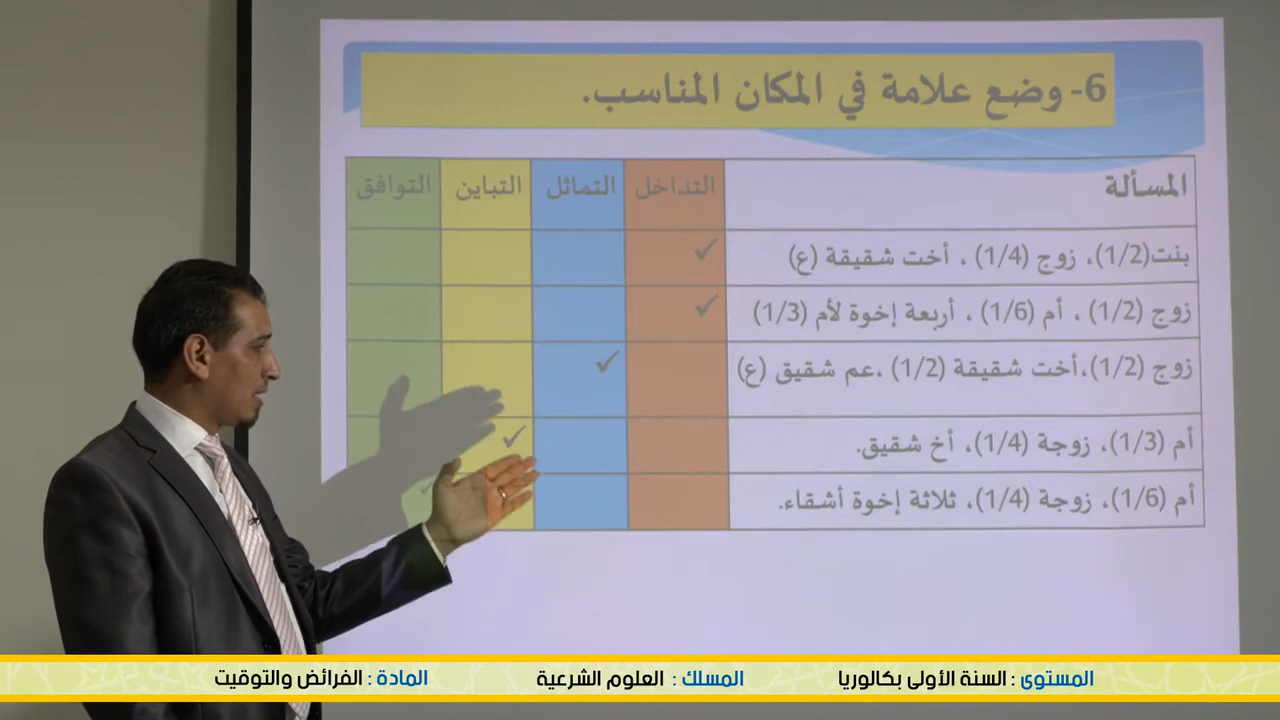 6- وضع علامة في المكان المناسب.
المسألة التداخل التماثل التباين التوافق
بنت(1/2)، زوج (1/4) ، أخت شقيقة (ع) ✓
زوج (1/2) ، أم (1/6) ، أربعة إخوة لأم (1/3) ✓
زوج (1/2)،أخت شقيقة (1/2) ،عم شقيق (ع) ✓
أم (1/3)، زوجة (1/4)، أخ شقيق. ✓
أم (1/6)، زوجة (1/4)، ثلاثة إخوة أشقاء. ✓
المستوى : السنة الأولى بكالوريا المسلك : العلوم الشرعية المادة : الفرائض والتوقيت